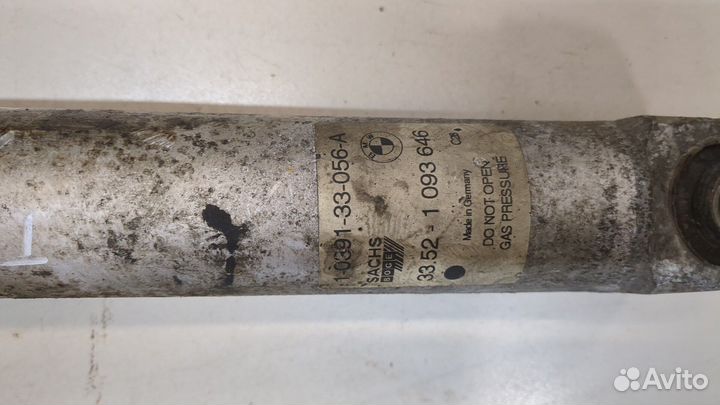 1-0391-33-056-A
BMW
SACHS
BOGE
33.52 - 1 093 646
Made in Germany
DO NOT OPEN
GAS PRESSURE
Avito